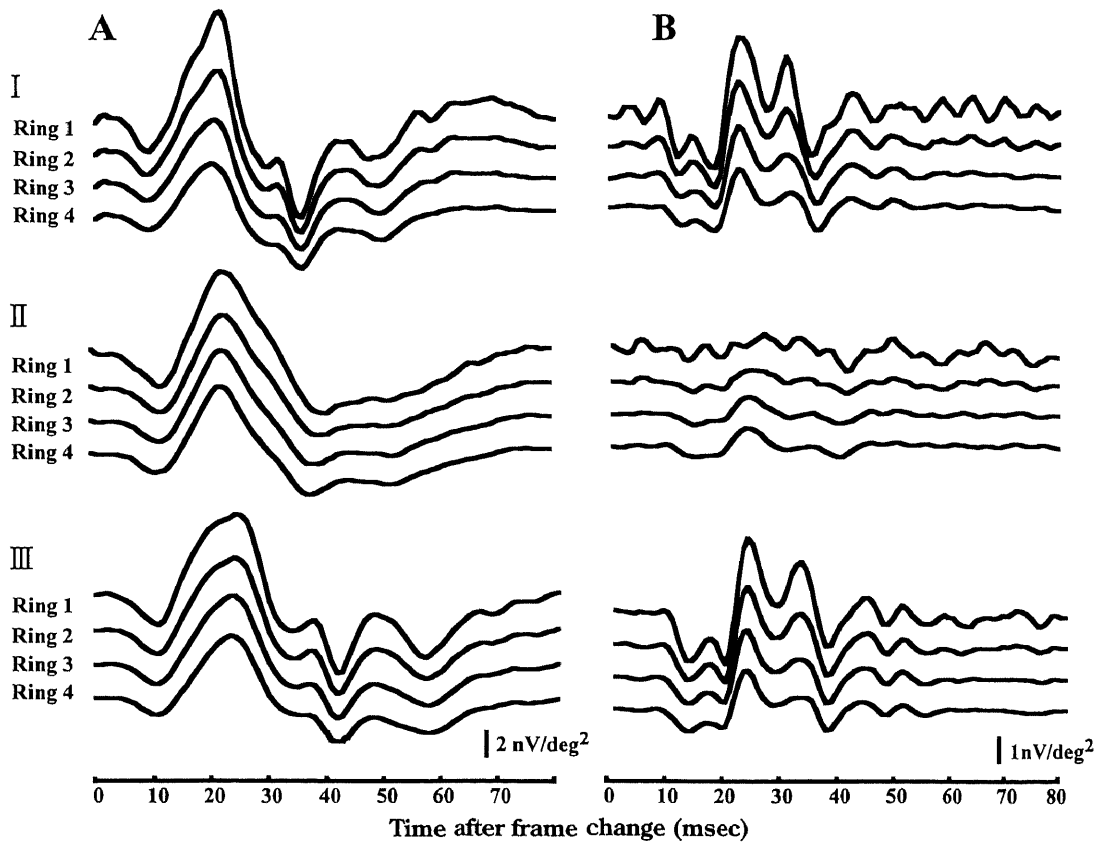 A
B
I
Ring 1
Ring 2
Ring 3
Ring 4
II
Ring 1
Ring 2
Ring 3
Ring 4
III
Ring 1
Ring 2
Ring 3
Ring 4
2 nV/deg²
1nV/deg²
0 10 20 30 40 50 60 70 80
0 10 20 30 40 50 60 70 80
Time after frame change (msec)